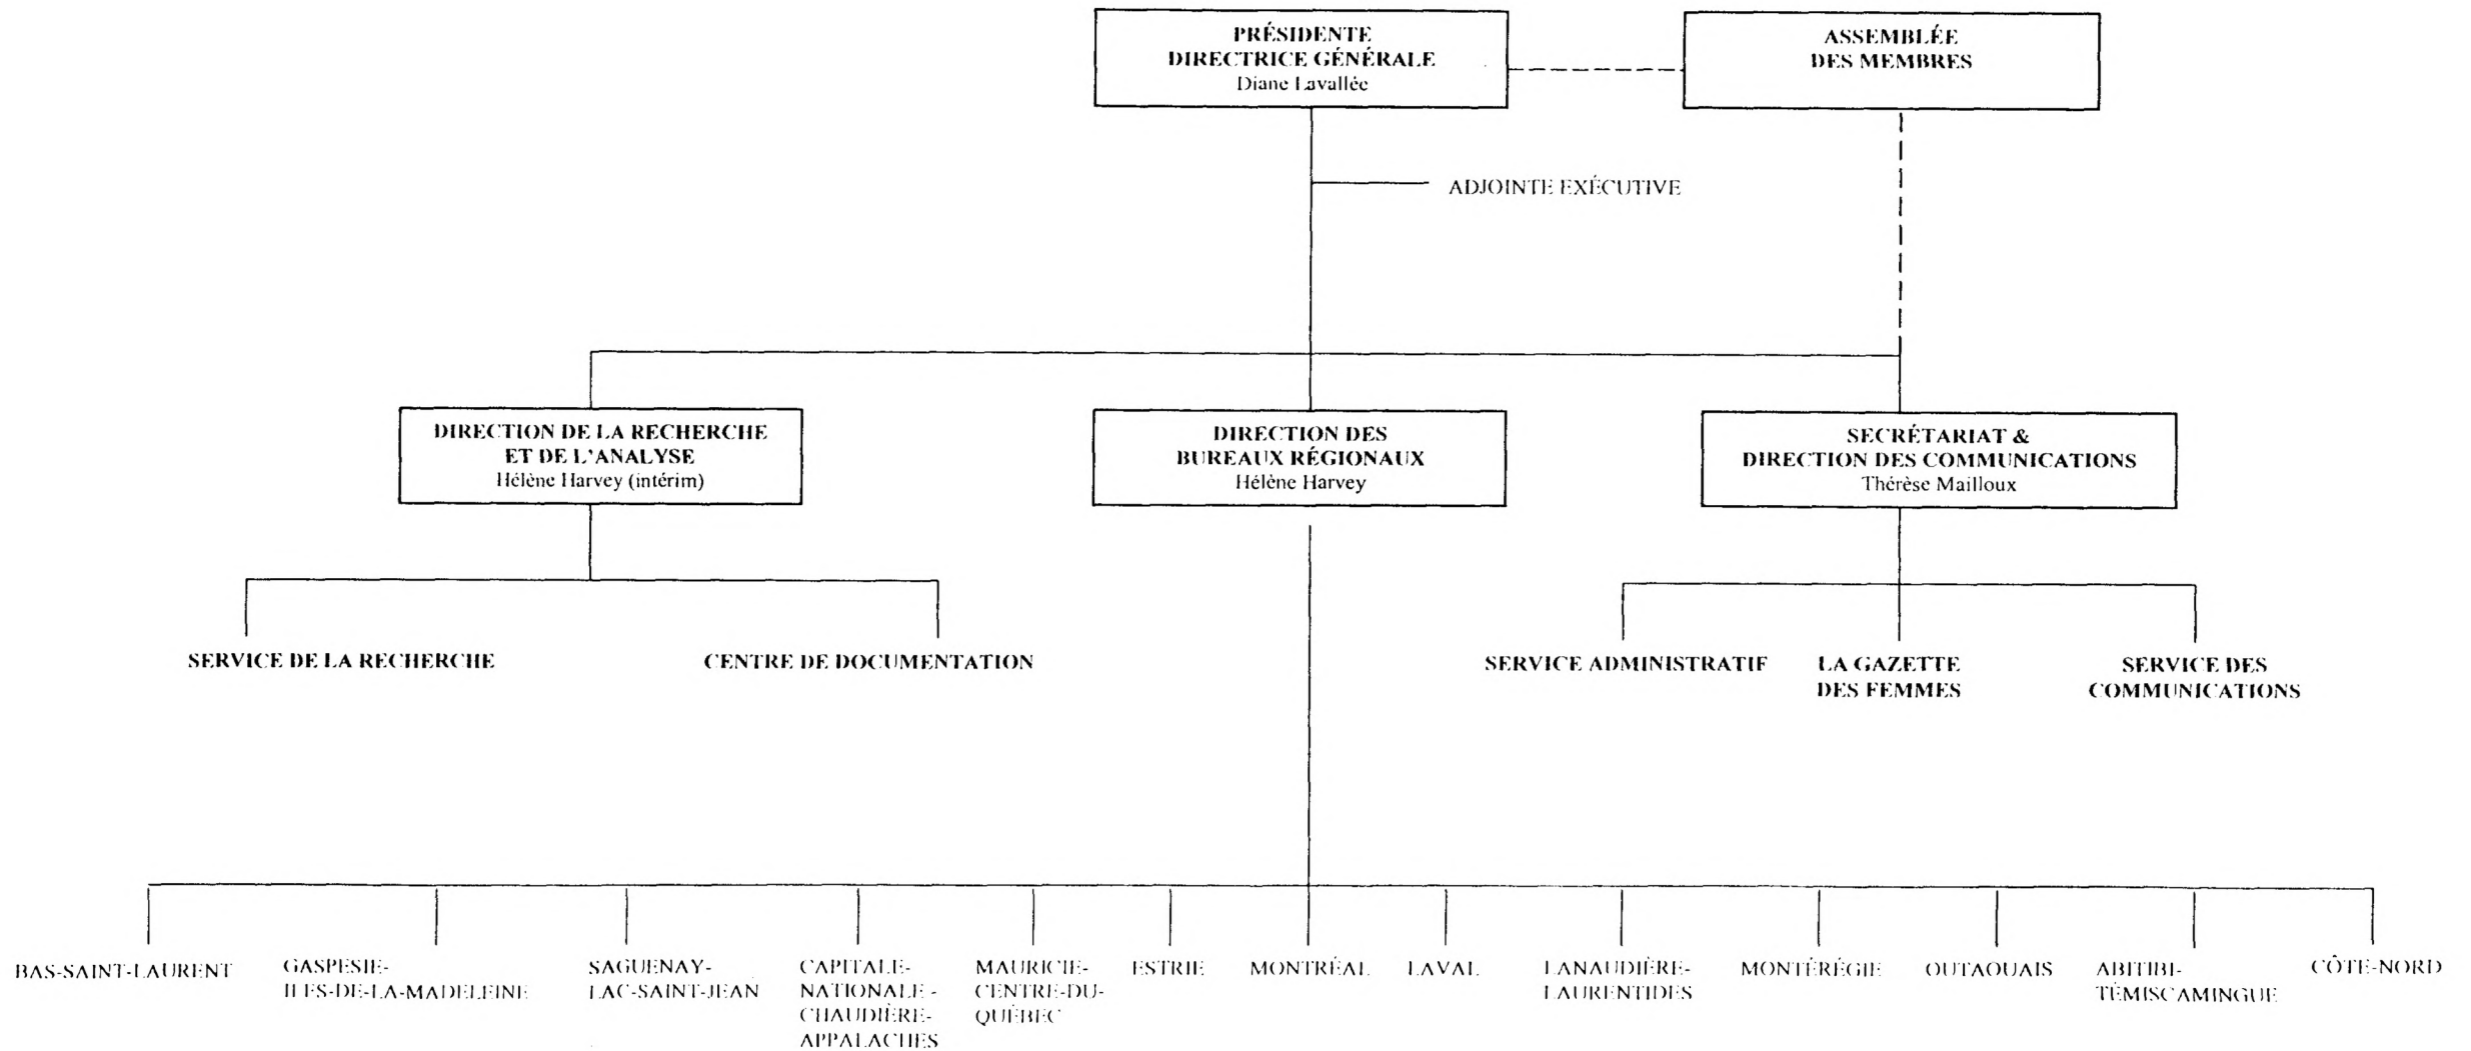 PRÉSIDENTE
DIRECTRICE GÉNÉRALE
Diane Lavallée
ASSEMBLÉE
DES MEMBRES
ADJOINTE EXÉCUTIVE
DIRECTION DE LA RECHERCHE
ET DE L'ANALYSE
Hélène Harvey (intérim)
DIRECTION DES
BUREAUX RÉGIONAUX
Hélène Harvey
SECRÉTARIAT &
DIRECTION DES COMMUNICATIONS
Thérèse Mailloux
SERVICE DE LA RECHERCHE
CENTRE DE DOCUMENTATION
SERVICE ADMINISTRATIF
LA GAZETTE
DES FEMMES
SERVICE DES
COMMUNICATIONS
BAS-SAINT-LAURENT
GASPESIE-
ILES-DE-LA-MADELEINE
SAGUENAY-
LAC-SAINT-JEAN
CAPITALE-
NATIONALE -
CHAUDIÈRE-
APPALACHES
MAURICIE-
CENTRE-DU-
QUÉBEC
ESTRIE
MONTRÉAL
LAVAL
LANAUDIÈRE-
LAURENTIDES
MONTÉRÉGIE
OUTAOUAIS
ABITIBI-
TÉMISCAMINGUE
CÔTE-NORD